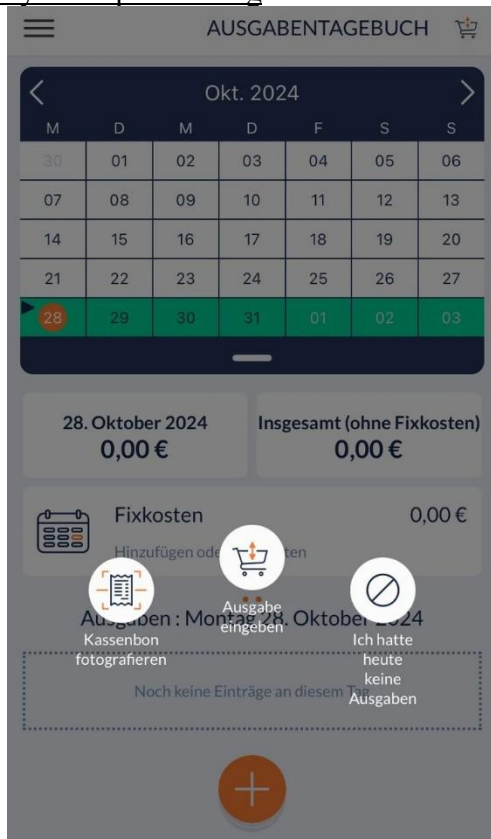 AUSGABENTAGEBUCH
Okt. 2024
M D M D F S S
30 01 02 03 04 05 06
07 08 09 10 11 12 13
14 15 16 17 18 19 20
21 22 23 24 25 26 27
28 29 30 31 01 02 03
28. Oktober 2024 Insgesamt (ohne Fixkosten)
0,00 € 0,00 €
Fixkosten 0,00 €
Hinzufügen
Ausgaben : Montag 28. Oktober 2024
Kassenbon
fotografieren
Ausgabe
eingeben
Ich hatte
heute
keine
Ausgaben
Noch keine Einträge an diesem Tag